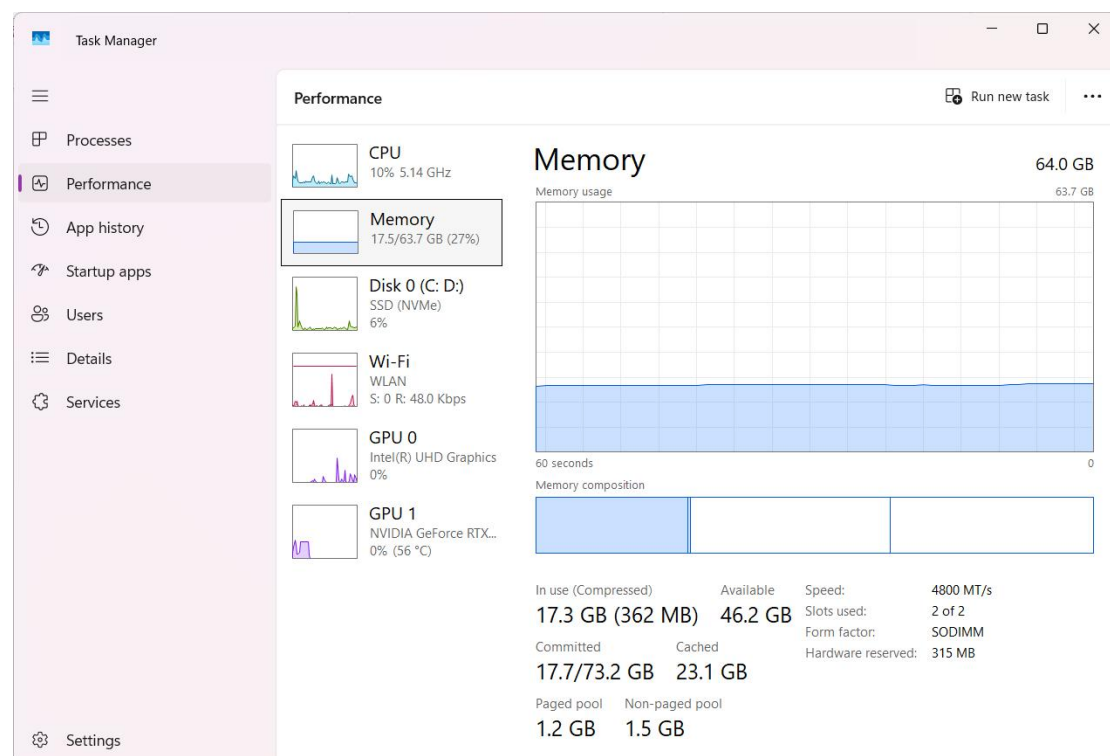 Task Manager
Processes
Performance
App history
Startup apps
Users
Details
Services
Settings
Performance
Run new task
CPU
10% 5.14 GHz
Memory
17.5/63.7 GB (27%)
Disk 0 (C: D:)
SSD (NVMe)
6%
Wi-Fi
WLAN
S: 0 R: 48.0 Kbps
GPU 0
Intel(R) UHD Graphics
0%
GPU 1
NVIDIA GeForce RTX...
0% (56 °C)
Memory 64.0 GB
Memory usage 63.7 GB
60 seconds 0
Memory composition
In use (Compressed) Available
17.3 GB (362 MB) 46.2 GB
Committed Cached
17.7/73.2 GB 23.1 GB
Paged pool Non-paged pool
1.2 GB 1.5 GB
Speed: 4800 MT/s
Slots used: 2 of 2
Form factor: SODIMM
Hardware reserved: 315 MB